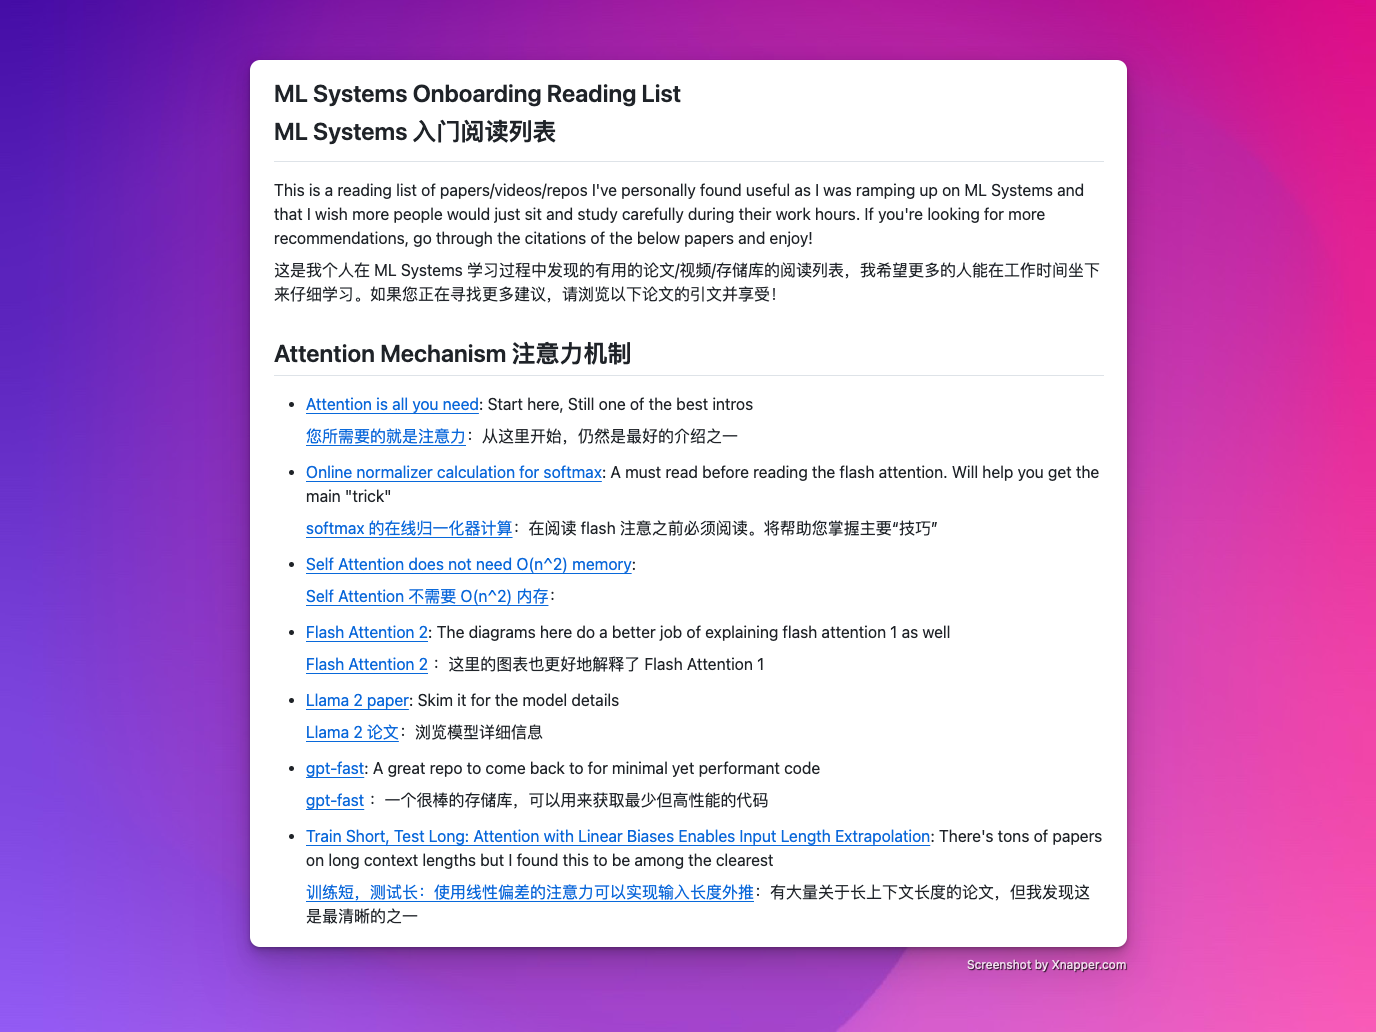 ML Systems Onboarding Reading List
ML Systems 入门阅读列表
This is a reading list of papers/videos/repos I've personally found useful as I was ramping up on ML Systems and
that I wish more people would just sit and study carefully during their work hours. If you're looking for more
recommendations, go through the citations of the below papers and enjoy!
这是我个人在 ML Systems 学习过程中发现的有用的论文/视频/存储库的阅读列表，我希望更多的人能在工作时间坐下
来仔细学习。如果您正在寻找更多建议，请浏览以下论文的引文并享受！
Attention Mechanism 注意力机制
• Attention is all you need: Start here, Still one of the best intros
您所需要的就是注意力：从这里开始，仍然是最好的介绍之一
• Online normalizer calculation for softmax: A must read before reading the flash attention. Will help you get the
main "trick"
softmax 的在线归一化器计算：在阅读 flash 注意之前必须阅读。将帮助您掌握主要“技巧”
• Self Attention does not need O(n^2) memory:
Self Attention 不需要 O(n^2) 内存：
• Flash Attention 2: The diagrams here do a better job of explaining flash attention 1 as well
Flash Attention 2 ：这里的图表也更好地解释了 Flash Attention 1
• Llama 2 paper: Skim it for the model details
Llama 2 论文：浏览模型详细信息
• gpt-fast: A great repo to come back to for minimal yet performant code
gpt-fast ：一个很棒的存储库，可以用来获取最少但高性能的代码
• Train Short, Test Long: Attention with Linear Biases Enables Input Length Extrapolation: There's tons of papers
on long context lengths but I found this to be among the clearest
训练短，测试长：使用线性偏差的注意力可以实现输入长度外推：有大量关于长上下文长度的论文，但我发现这
是最清晰的之一
Screenshot by Xnapper.com